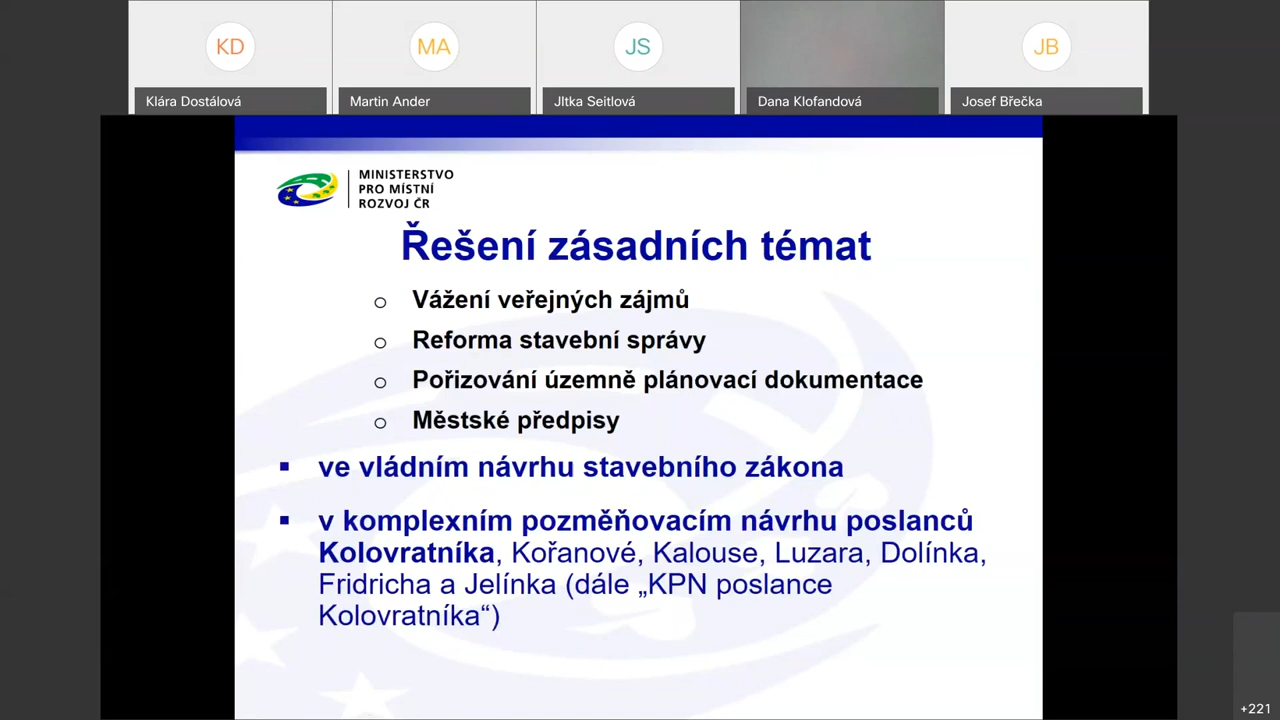 KD
MA
JS
JB
Klára Dostálová
Martin Ander
JItka Seitlová
Dana Klofandová
Josef Břečka
MINISTERSTVO
PRO MÍSTNÍ
ROZVOJ ČR
Řešení zásadních témat
o Vážení veřejných zájmů
o Reforma stavební správy
o Pořizování územně plánovací dokumentace
o Městské předpisy
▪ ve vládním návrhu stavebního zákona
▪ v komplexním pozměňovacím návrhu poslanců
Kolovratníka, Kořanové, Kalouse, Luzara, Dolínka,
Fridricha a Jelínka (dále „KPN poslance
Kolovratníka“)
+221